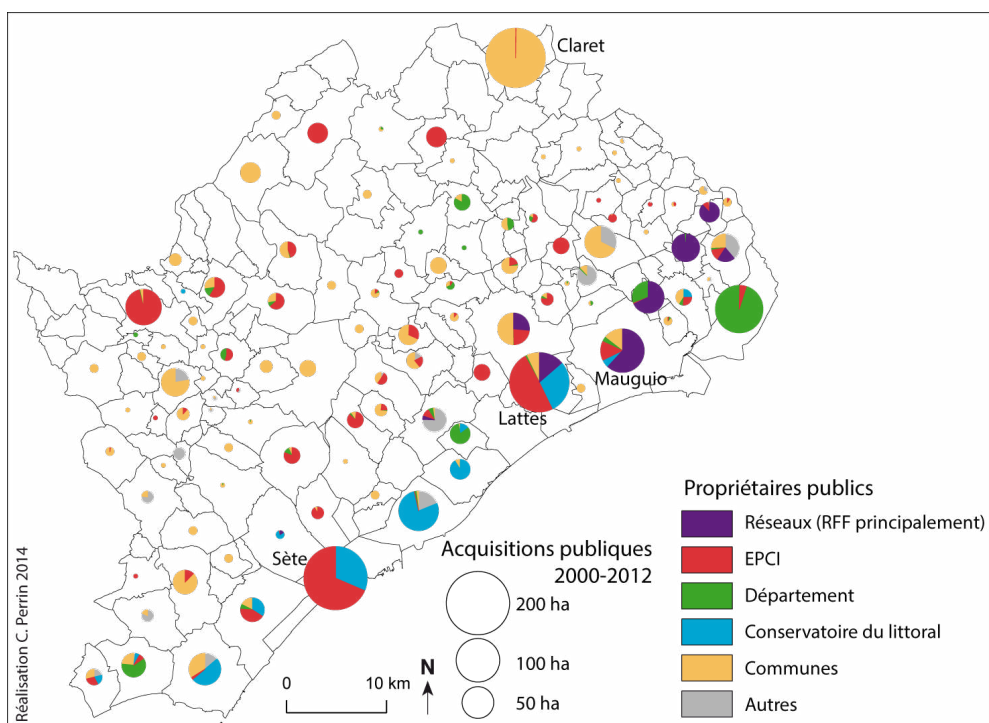 Claret
Mauguio
Lattes
Sète
Acquisitions publiques
2000-2012
200 ha
100 ha
50 ha
0 10 km
N
Propriétaires publics
Réseaux (RFF principalement)
EPCI
Département
Conservatoire du littoral
Communes
Autres
Réalisation C. Perrin 2014